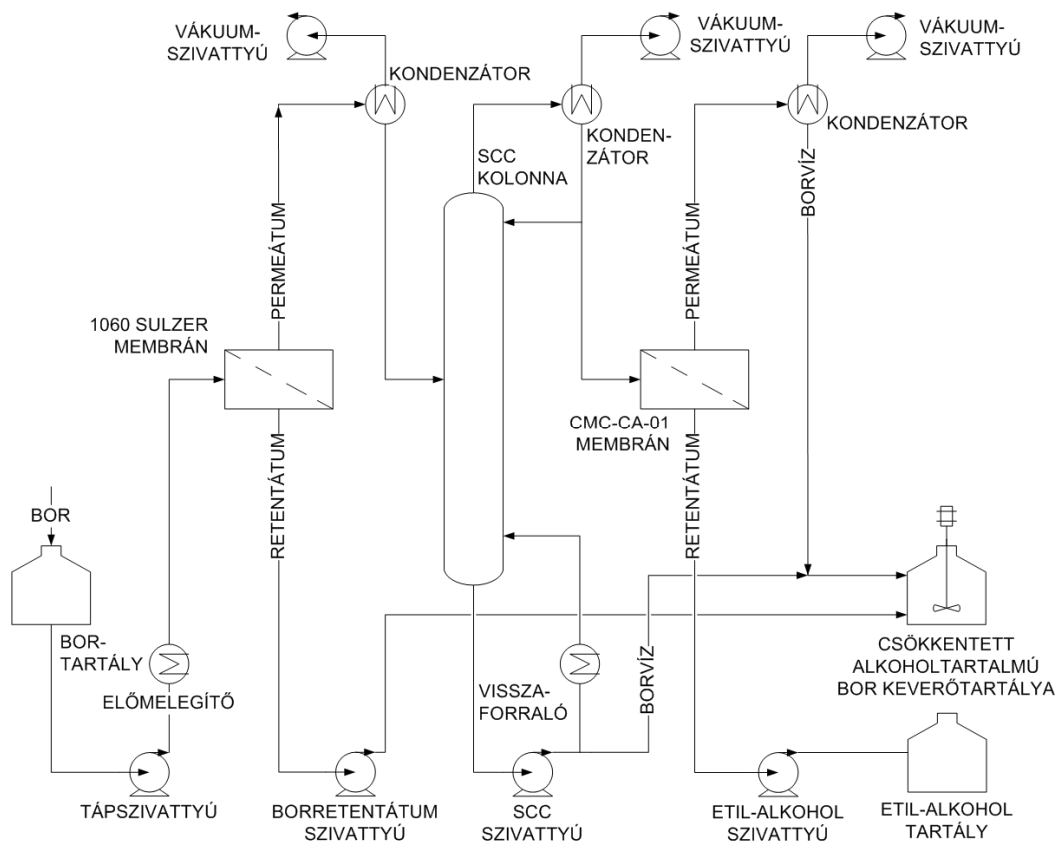 VÁKUUM-
SZIVATTYÚ
VÁKUUM-
SZIVATTYÚ
VÁKUUM-
SZIVATTYÚ
KONDENZÁTOR
KONDEN-
ZÁTOR
KONDENZÁTOR
SCC
KOLONNA
PERMEÁTUM
PERMEÁTUM
BORVÍZ
1060 SULZER
MEMBRÁN
CMC-CA-01
MEMBRÁN
RETENTÁTUM
RETENTÁTUM
BOR
BOR-
TARTÁLY
ELŐMELEGÍTŐ
VISSZA-
FORRALÓ
BORVÍZ
CSÖKKENTETT
ALKOHOLTARTALMÚ
BOR KEVERŐTARTÁLYA
TÁPSZIVATTYÚ
BORRETENTÁTUM
SZIVATTYÚ
SCC
SZIVATTYÚ
ETIL-ALKOHOL
SZIVATTYÚ
ETIL-ALKOHOL
TARTÁLY